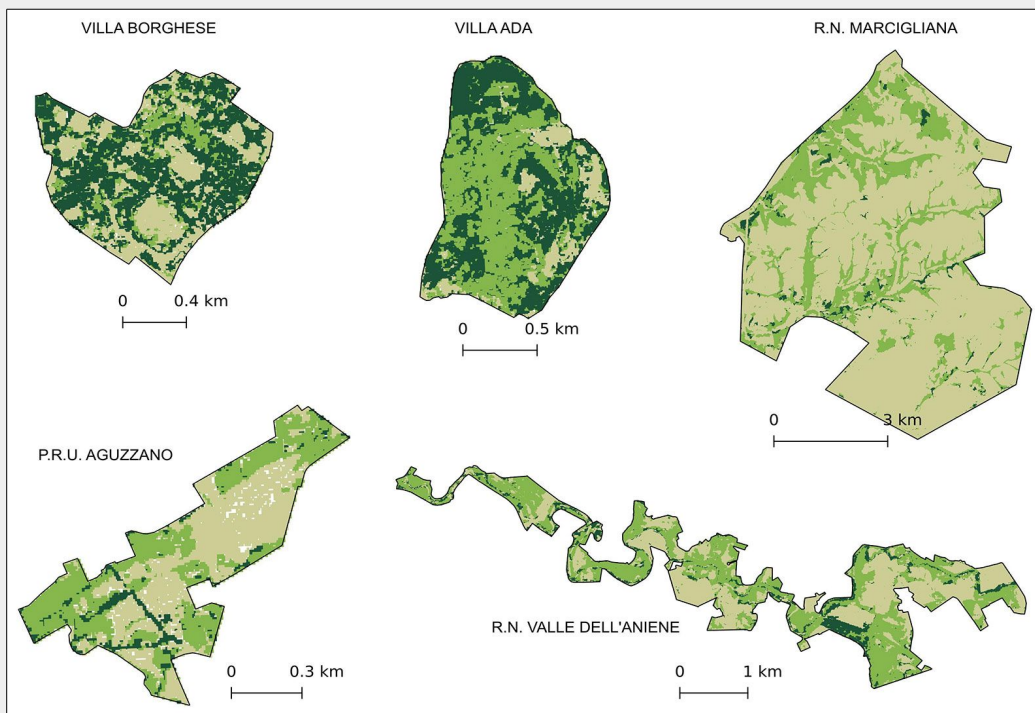 VILLA BORGHESE
VILLA ADA
R.N. MARCIGLIANA
0 0.4 km
0 0.5 km
0 3 km
P.R.U. AGUZZANO
R.N. VALLE DELL'ANIENE
0 0.3 km
0 1 km